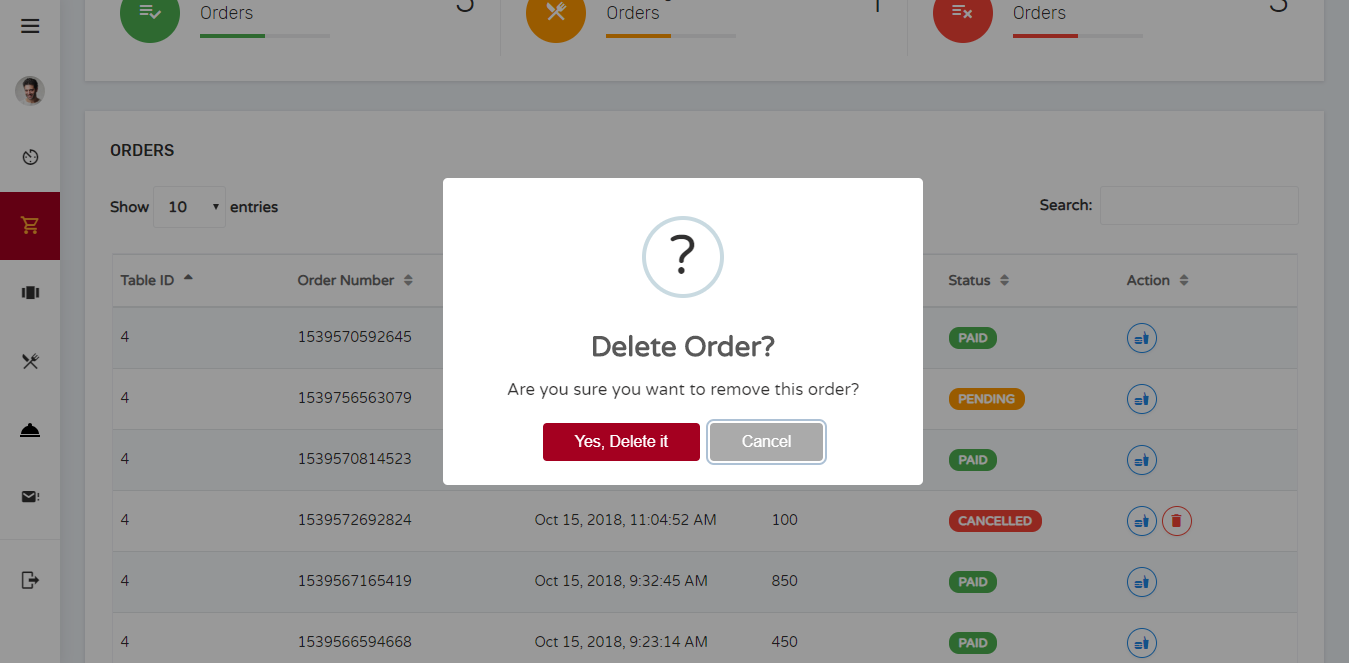 Orders
Orders
Orders
ORDERS
Show 10 entries
Search:
Table ID Order Number Status Action
4 1539570592645 PAID
4 1539756563079 PENDING
4 1539570814523 PAID
4 1539572692824 Oct 15, 2018, 11:04:52 AM 100 CANCELLED
4 1539567165419 Oct 15, 2018, 9:32:45 AM 850 PAID
4 1539566594668 Oct 15, 2018, 9:23:14 AM 450 PAID
?
Delete Order?
Are you sure you want to remove this order?
Yes, Delete it
Cancel